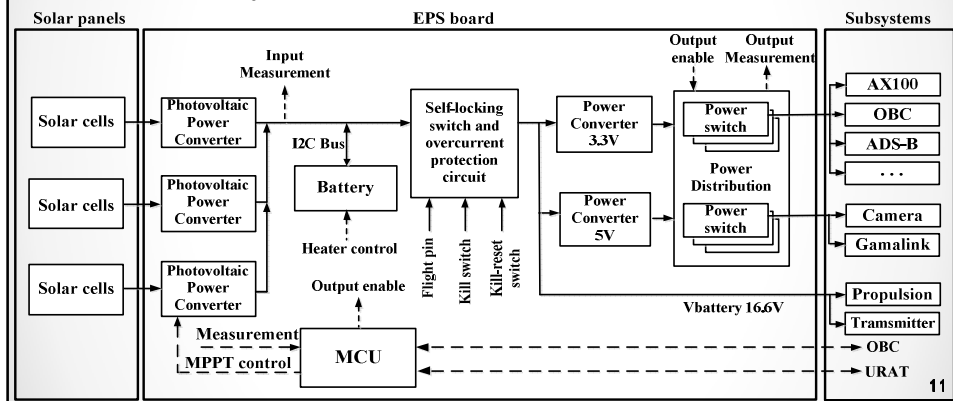 Solar panels
EPS board
Subsystems
Solar cells
Solar cells
Solar cells
Photovoltaic
Power
Converter
Photovoltaic
Power
Converter
Photovoltaic
Power
Converter
Input
Measurement
I2C Bus
Battery
Heater control
Self-locking
switch and
overcurrent
protection
circuit
Flight pin
Kill switch
Kill-reset
switch
Power
Converter
3.3V
Power
Converter
5V
Output
enable
Output
Measurement
Power
switch
Power
Distribution
Power
switch
AX100
OBC
ADS-B
...
Camera
Gamalink
Vbattery 16.6V
Propulsion
Transmitter
Output enable
Measurement
MPPT control
MCU
OBC
URAT
11